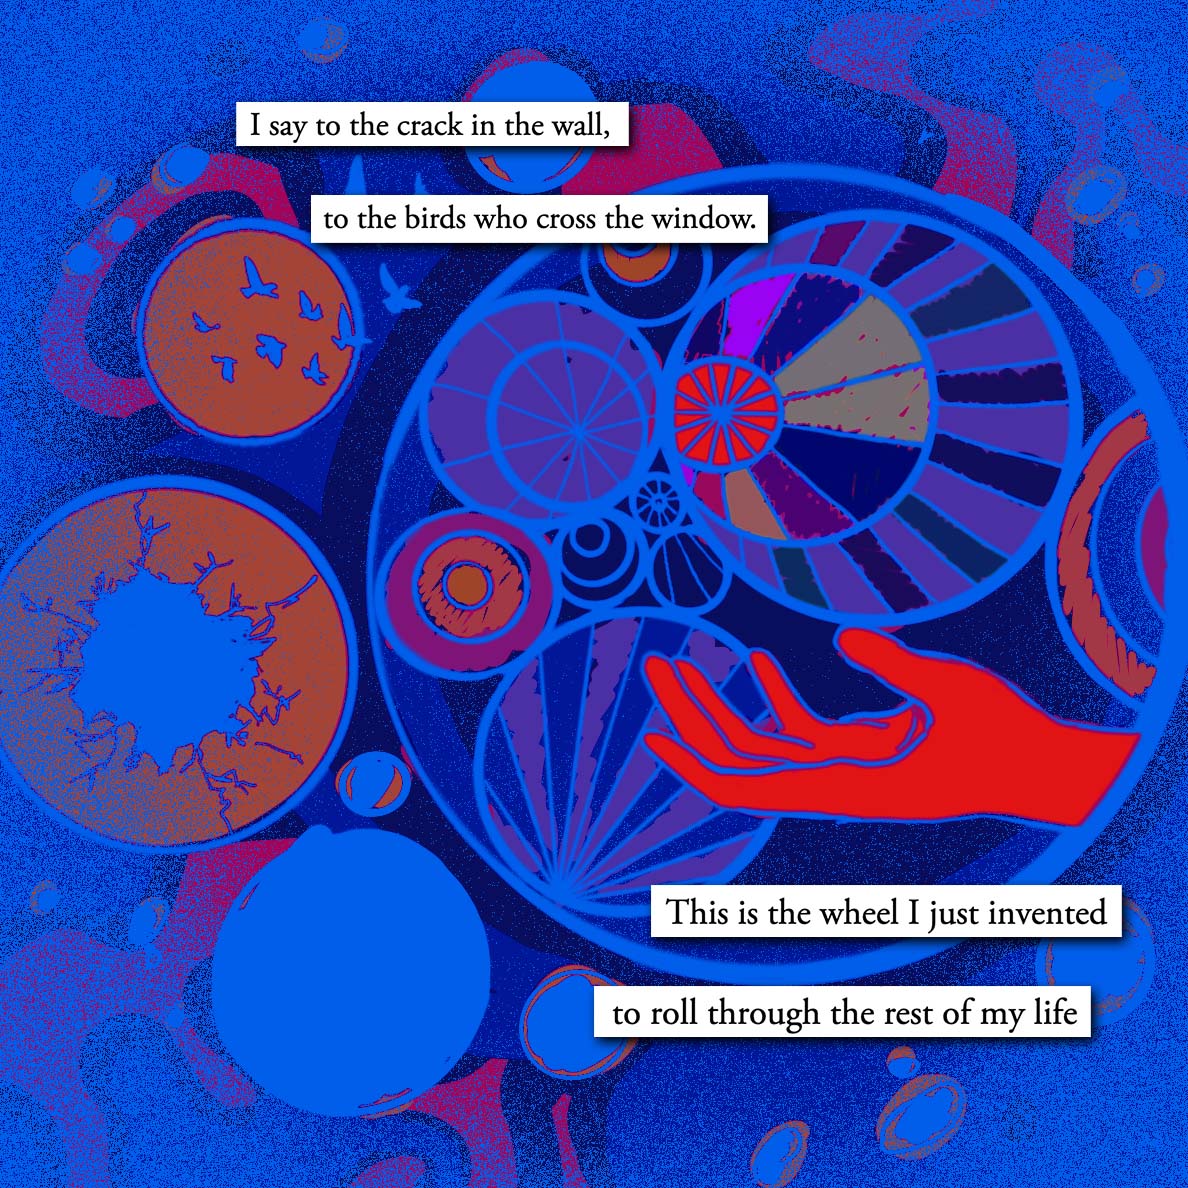 I say to the crack in the wall,
to the birds who cross the window.
This is the wheel I just invented
to roll through the rest of my life